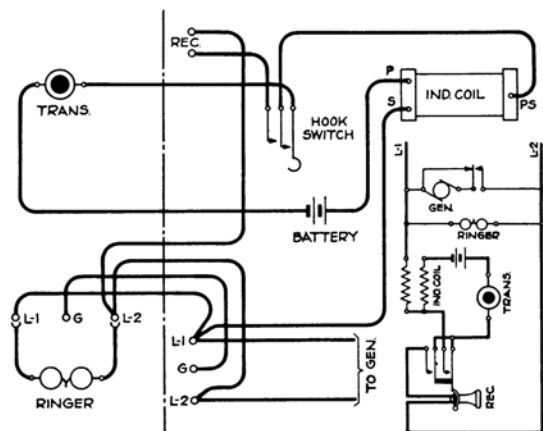 REC.
P
S
IND. COIL
PS
TRANS.
HOOK
SWITCH
L-1
L-2
GEN.
RINGER
BATTERY
IND. COIL
TRANS.
L-1
G
L-2
L-1
G
L-2
TO GEN.
RINGER
REC.